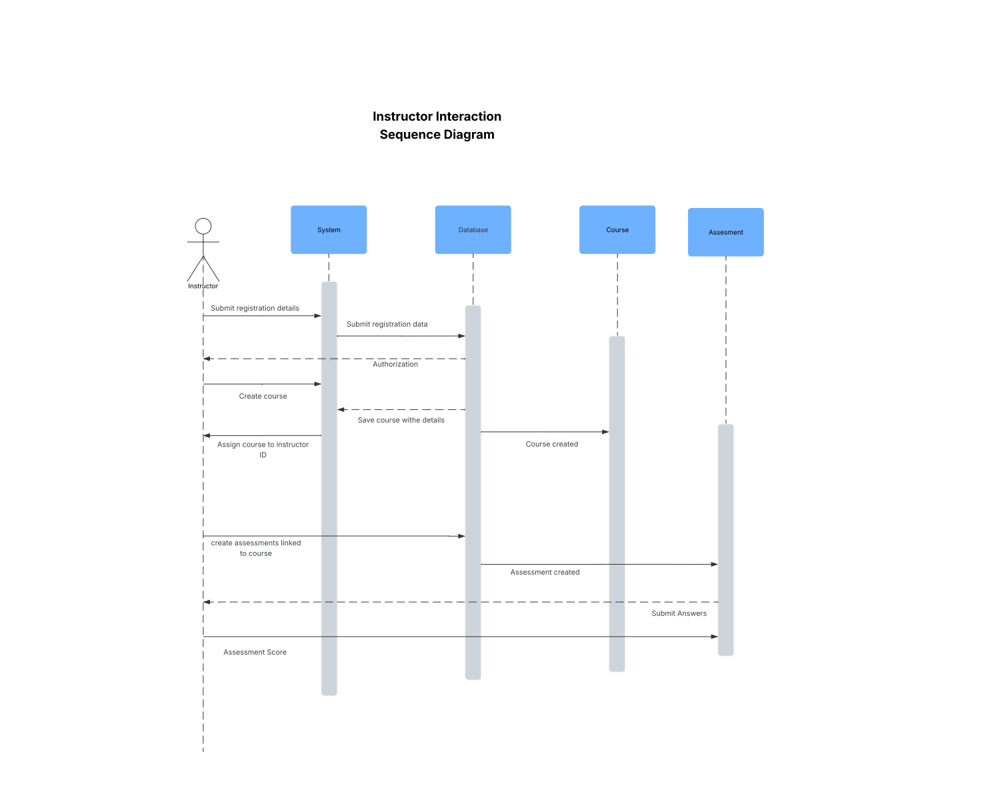 Instructor Interaction
Sequence Diagram
System
Database
Course
Assesment
Instructor
Submit registration details
Submit registration data
Authorization
Create course
Save course withe details
Assign course to instructor
ID
Course created
create assessments linked
to course
Assessment created
Submit Answers
Assessment Score